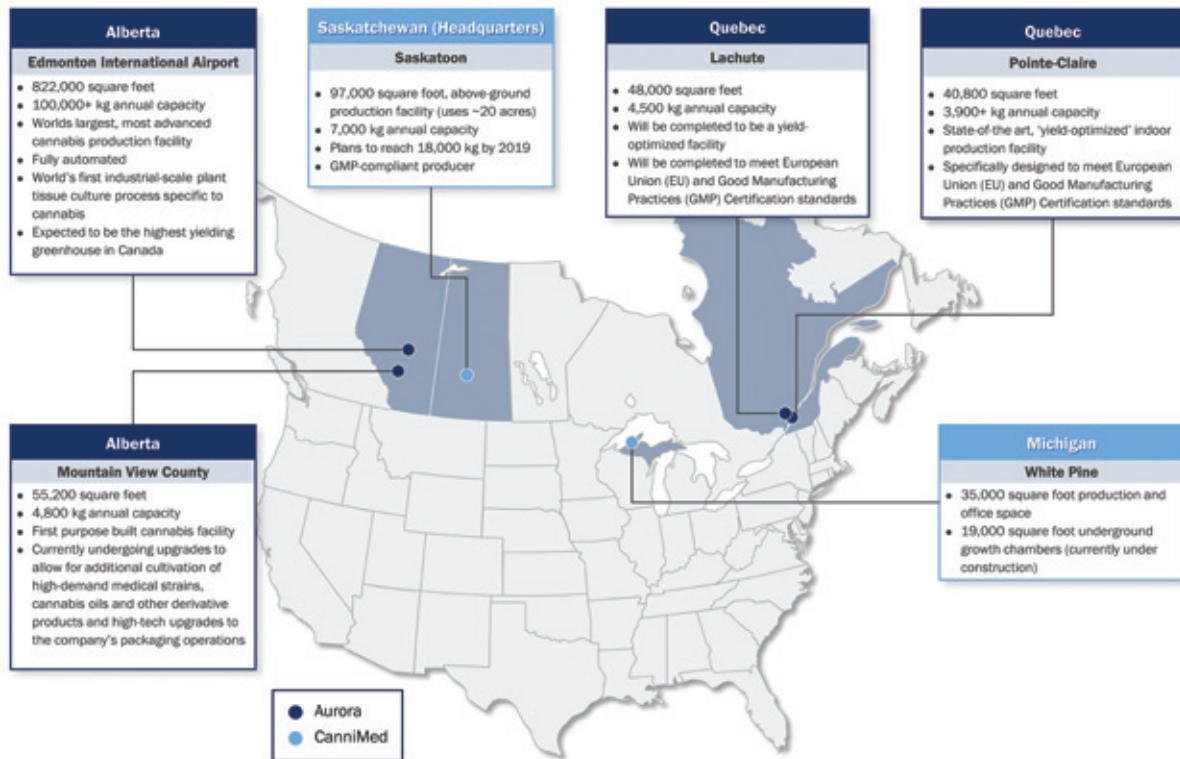 Alberta
Edmonton International Airport
• 822,000 square feet
• 100,000+ kg annual capacity
• Worlds largest, most advanced
cannabis production facility
• Fully automated
• World's first industrial-scale plant
tissue culture process specific to
cannabis
• Expected to be the highest yielding
greenhouse in Canada
Saskatchewan (Headquarters)
Saskatoon
• 97,000 square foot, above-ground
production facility (uses ~20 acres)
• 7,000 kg annual capacity
• Plans to reach 18,000 kg by 2019
• GMP-compliant producer
Quebec
Lachute
• 48,000 square feet
• 4,500 kg annual capacity
• Will be completed to be a yield-
optimized facility
• Will be completed to meet European
Union (EU) and Good Manufacturing
Practices (GMP) Certification standards
Quebec
Pointe-Claire
• 40,800 square feet
• 3,900+ kg annual capacity
• State-of-the art, 'yield-optimized' indoor
production facility
• Specifically designed to meet European
Union (EU) and Good Manufacturing
Practices (GMP) Certification standards
Alberta
Mountain View County
• 55,200 square feet
• 4,800 kg annual capacity
• First purpose built cannabis facility
• Currently undergoing upgrades to
allow for additional cultivation of
high-demand medical strains,
cannabis oils and other derivative
products and high-tech upgrades to
the company's packaging operations
Michigan
White Pine
• 35,000 square foot production and
office space
• 19,000 square foot underground
growth chambers (currently under
construction)
Aurora
CanniMed